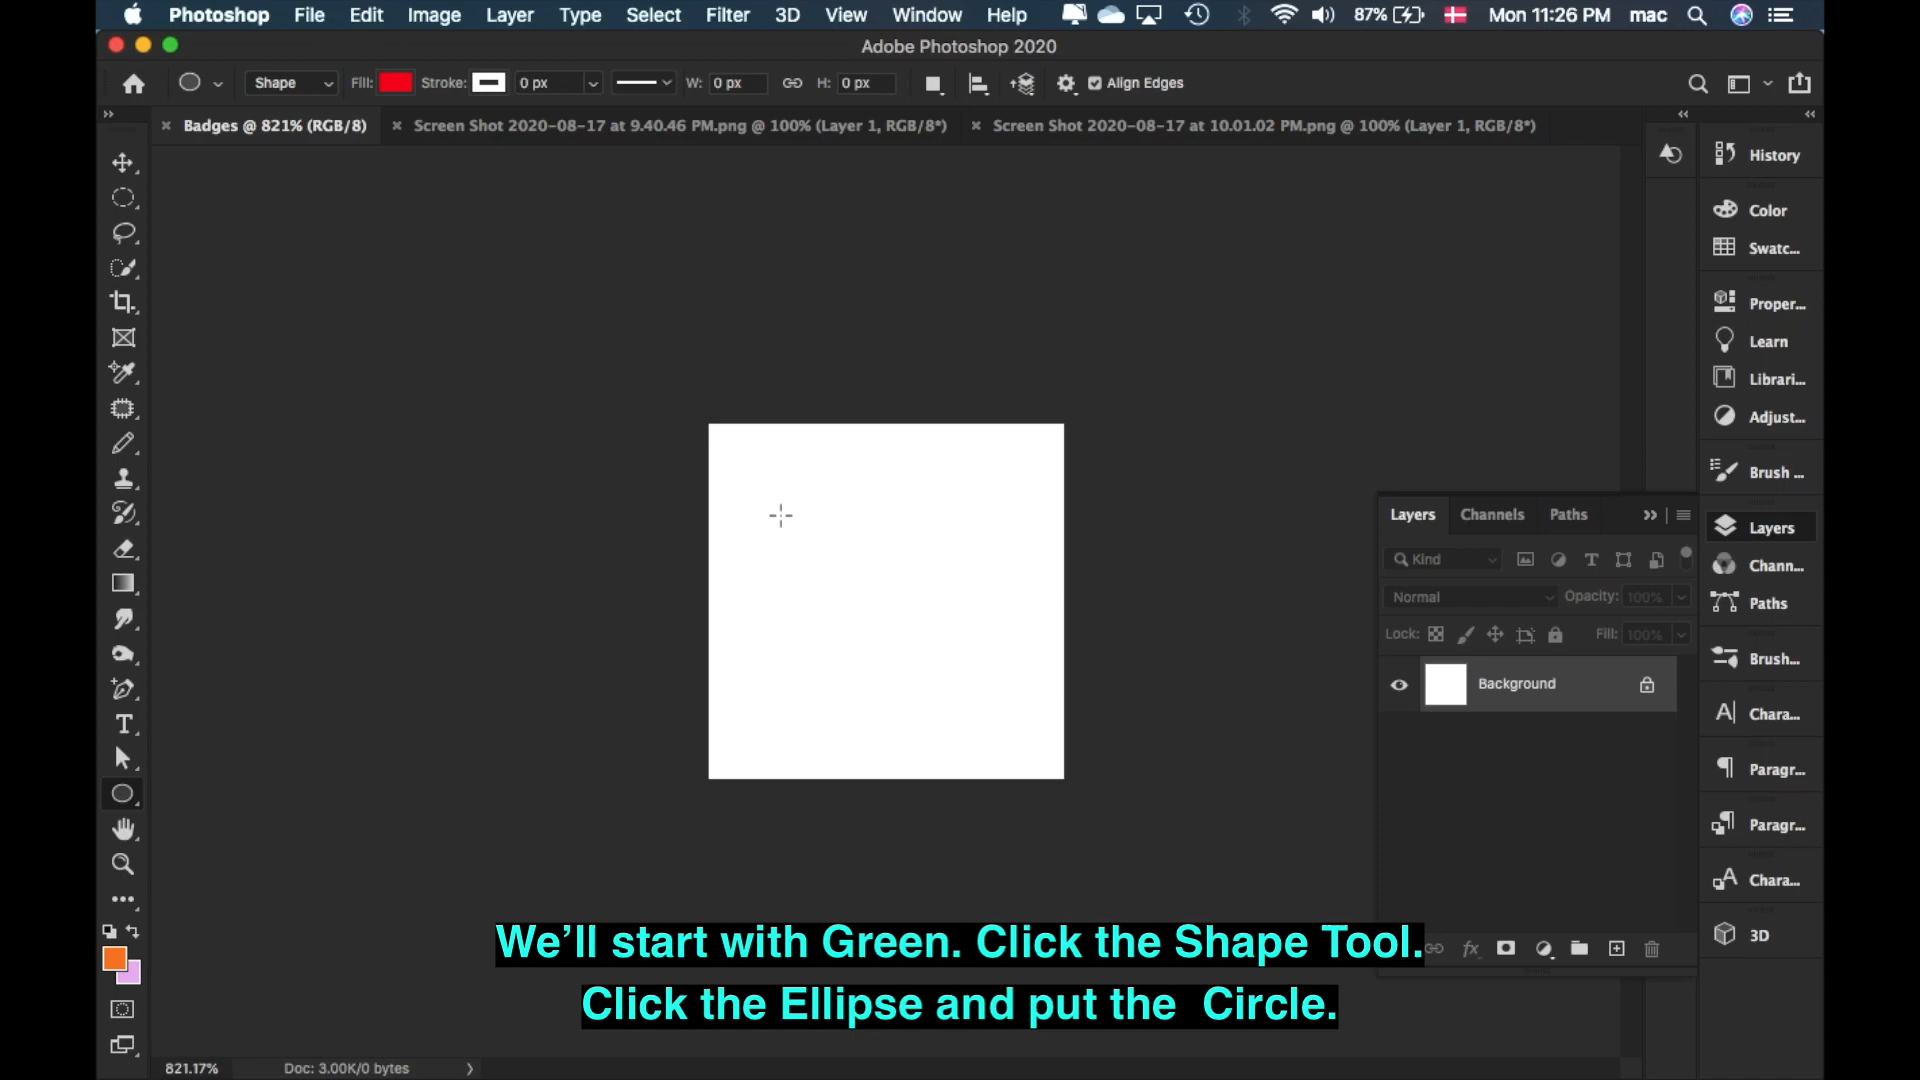 Photoshop File Edit Image Layer Type Select Filter 3D View Window Help 87% Mon 11:26 PM mac
Adobe Photoshop 2020
Shape Fill: Stroke: 0 px W: 0 px H: 0 px Align Edges
Badges @ 821% (RGB/8) Screen Shot 2020-08-17 at 9.40.46 PM.png @ 100% (Layer 1, RGB/8*) Screen Shot 2020-08-17 at 10.01.02 PM.png @ 100% (Layer 1, RGB/8*)
History
Color
Swatc...
Proper...
Learn
Librari...
Adjust...
Brush ...
Layers
Chann...
Paths
Brush...
Chara...
Paragr...
Paragr...
Chara...
3D
Layers Channels Paths
Kind
Normal Opacity: 100%
Lock: Fill: 100%
Background
We’ll start with Green. Click the Shape Tool.
Click the Ellipse and put the Circle.
821.17% Doc: 3.00K/0 bytes